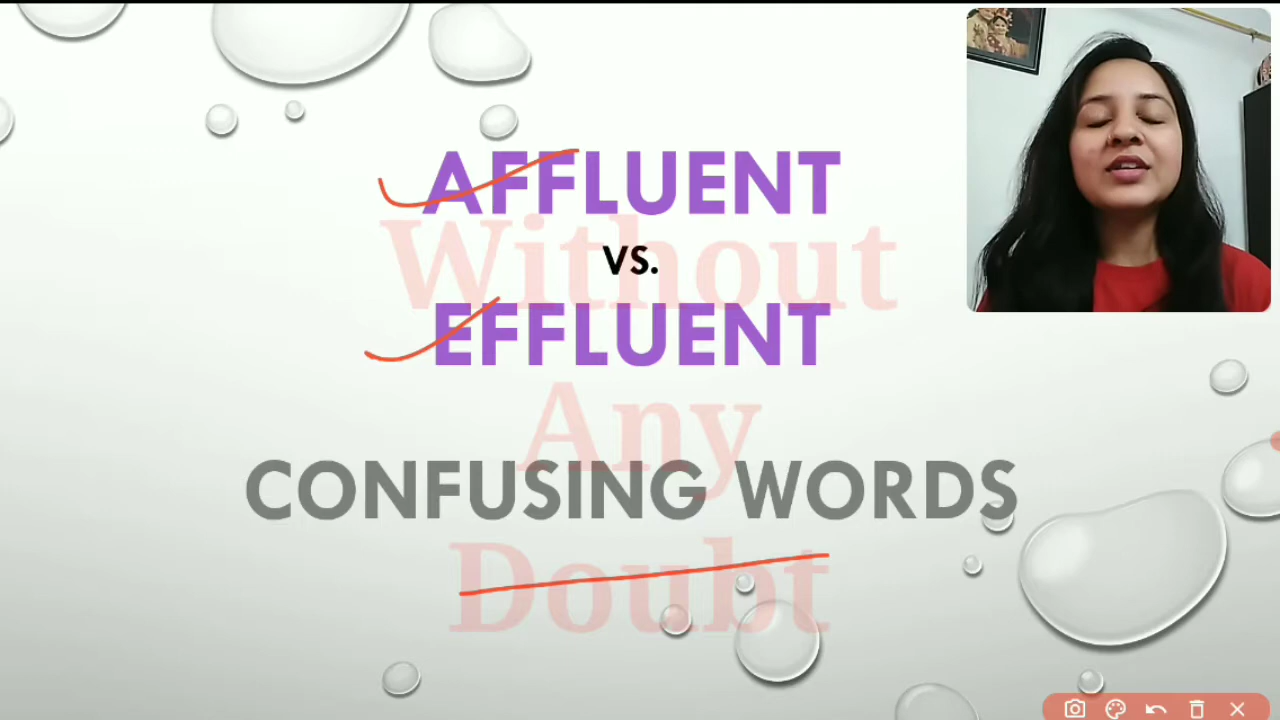 AFFLUENT
VS.
EFFLUENT
CONFUSING WORDS
Without
Any
Doubt